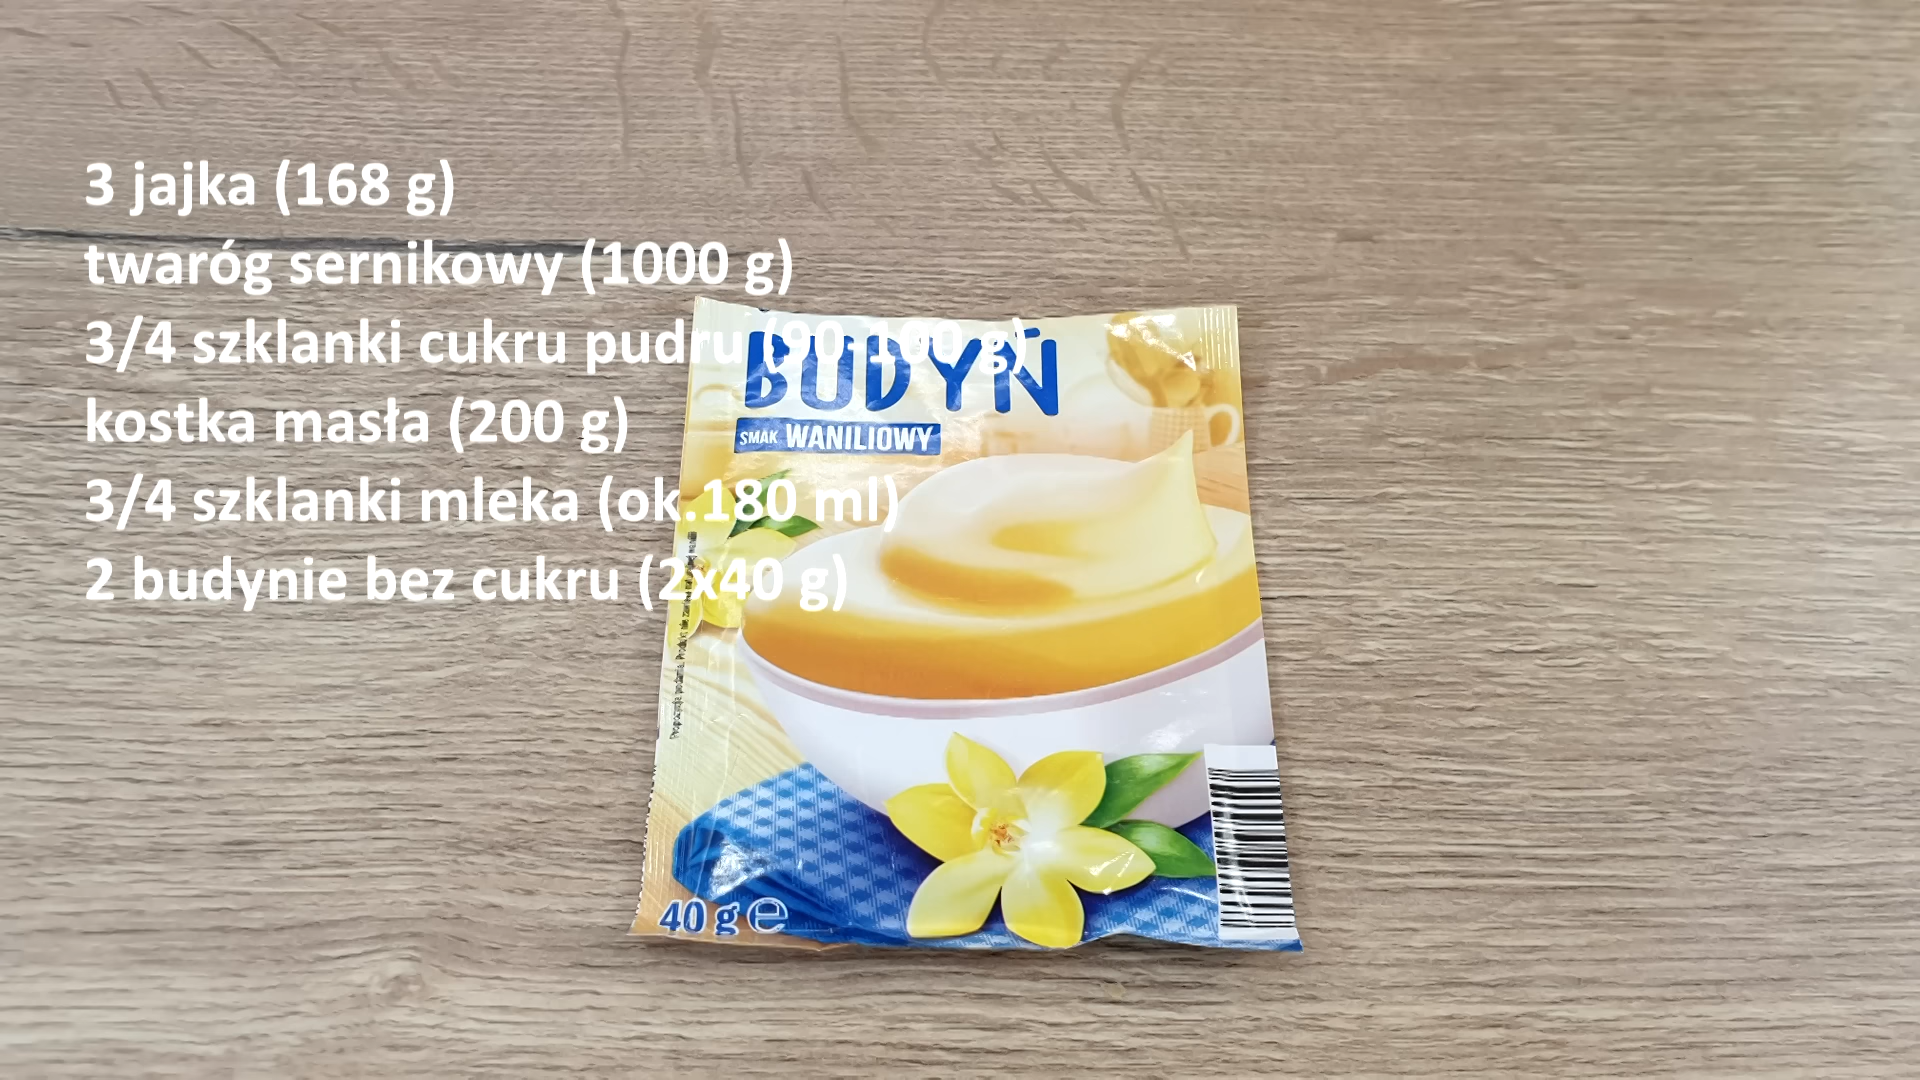 3 jajka (168 g)
twaróg sernikowy (1000 g)
3/4 szklanki cukru pudru (90-100 g)
kostka masła (200 g)
3/4 szklanki mleka (ok.180 ml)
2 budynie bez cukru (2x40 g)
BUDYŃ
SMAK WANILIOWY
40 g e